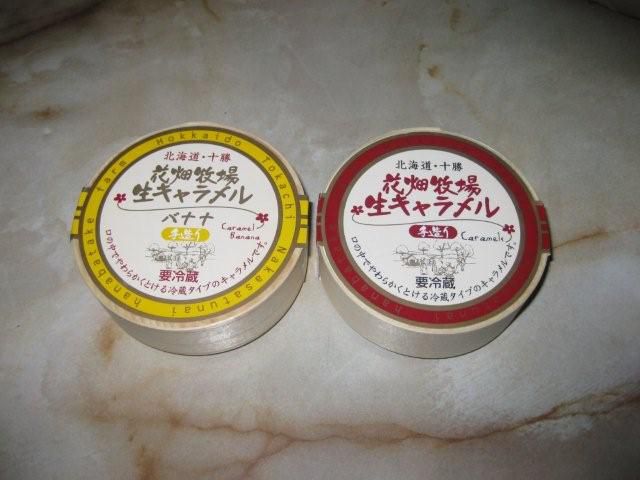 hanabatake farm Hokkaido Tokachi Nakasatunai
北海道・十勝
花畑牧場
生キャラメル
バナナ
手造り
Caramel
Banana
口の中でやわらかくとける冷蔵タイプのキャラメルです。
要冷蔵
北海道・十勝
花畑牧場
生キャラメル
手造り
Caramel
口の中でやわらかくとける冷蔵タイプのキャラメルです。
要冷蔵